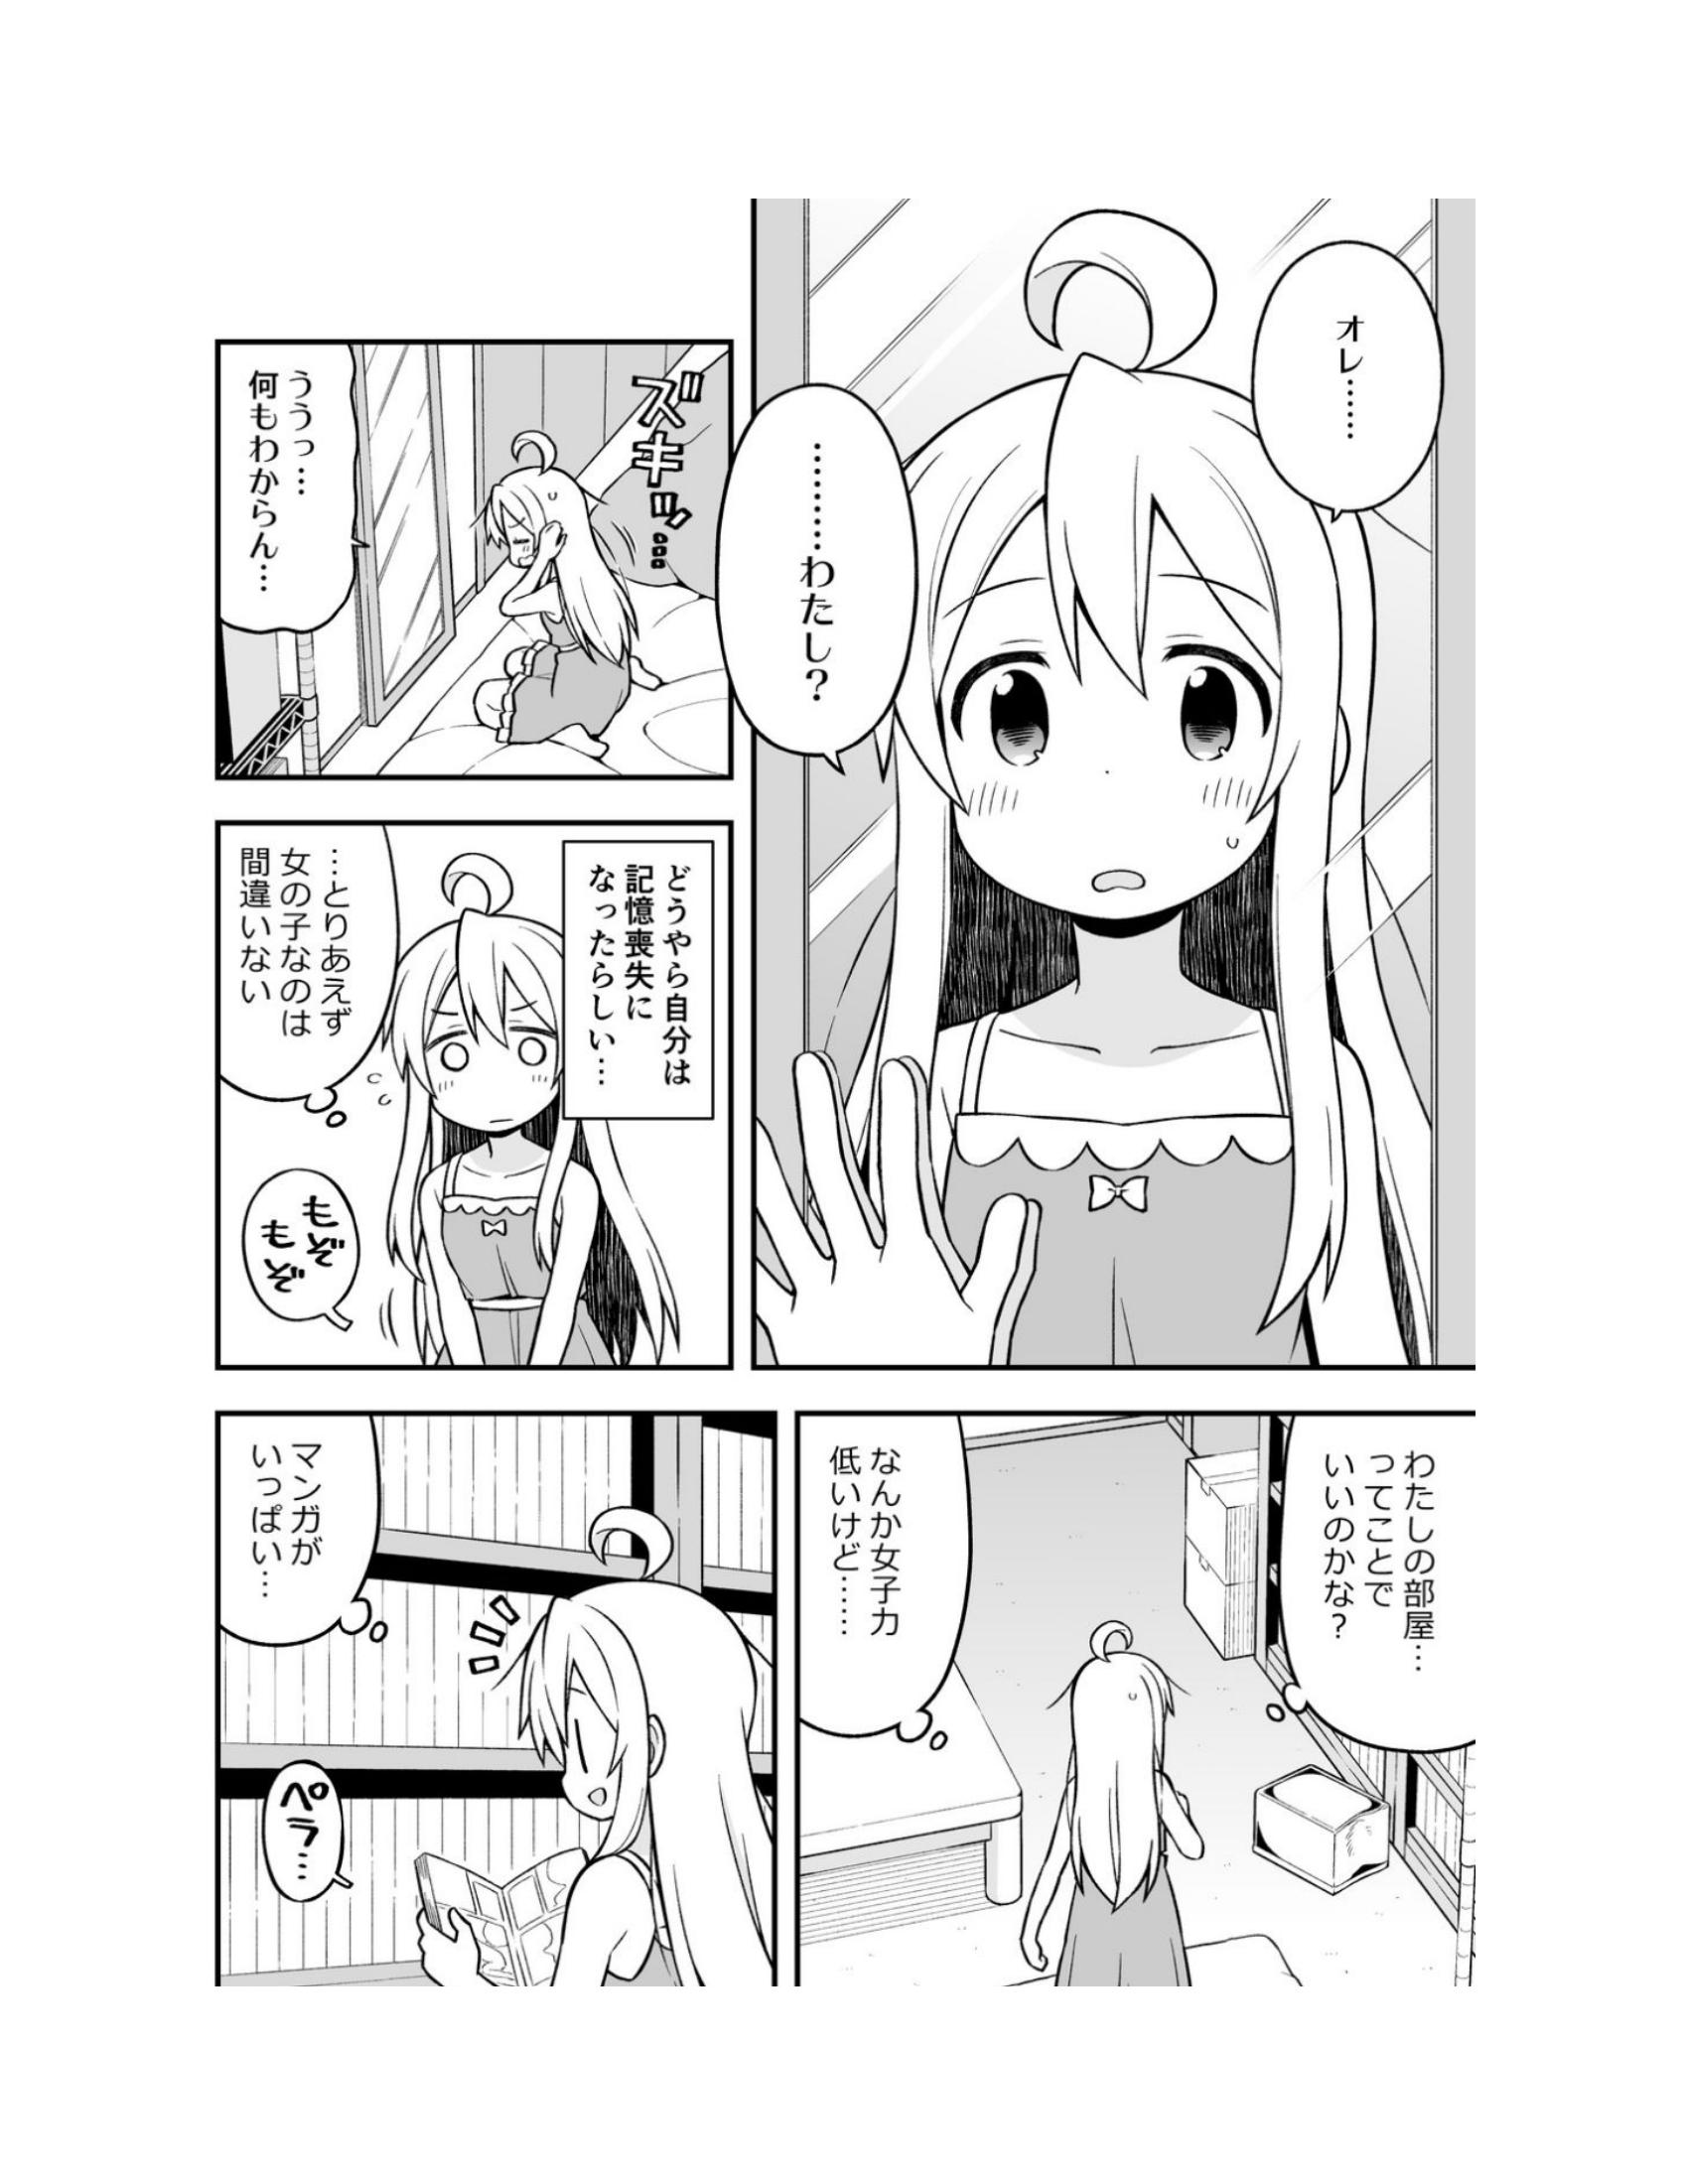 オレ……
………わたし？
ズキッ…
ううっ…
何もわからん…
どうやら自分は
記憶喪失に
なったらしい…
…とりあえず
女の子なのは
間違いない
もぞ
もぞ
わたしの部屋…
ってことで
いいのかな？
なんか女子力
低いけど……
マンガが
いっぱい…
ペラ…